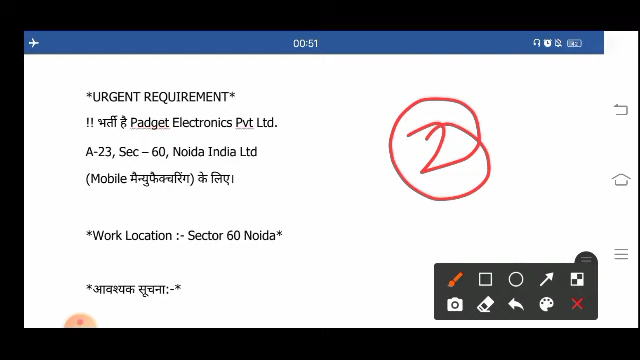 00:51
*URGENT REQUIREMENT*
!! भर्ती है Padget Electronics Pvt Ltd.
A-23, Sec – 60, Noida India Ltd
(Mobile मैन्युफैक्चरिंग) के लिए।
2
*Work Location :- Sector 60 Noida*
*आवश्यक सूचना:-*